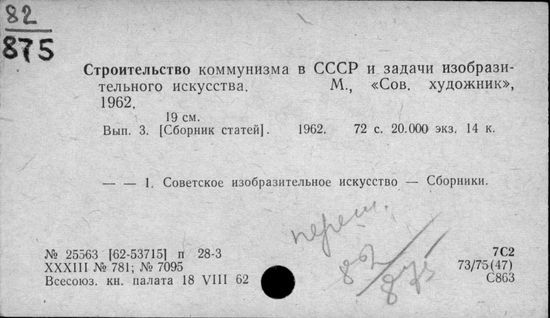 82
875
Строительство коммунизма в СССР и задачи изобрази-
тельного искусства. М., «Сов. художник»,
1962.
19 см.
Вып. 3. [Сборник статей]. 1962. 72 с. 20.000 экз. 14 к.
— — 1. Советское изобразительное искусство — Сборники.
переш.
82/875
№ 25563 [62-53715] п 28-3
XXXIII № 781; № 7095
Всесоюз. кн. палата 18 VIII 62
7С2
73/75(47)
С863